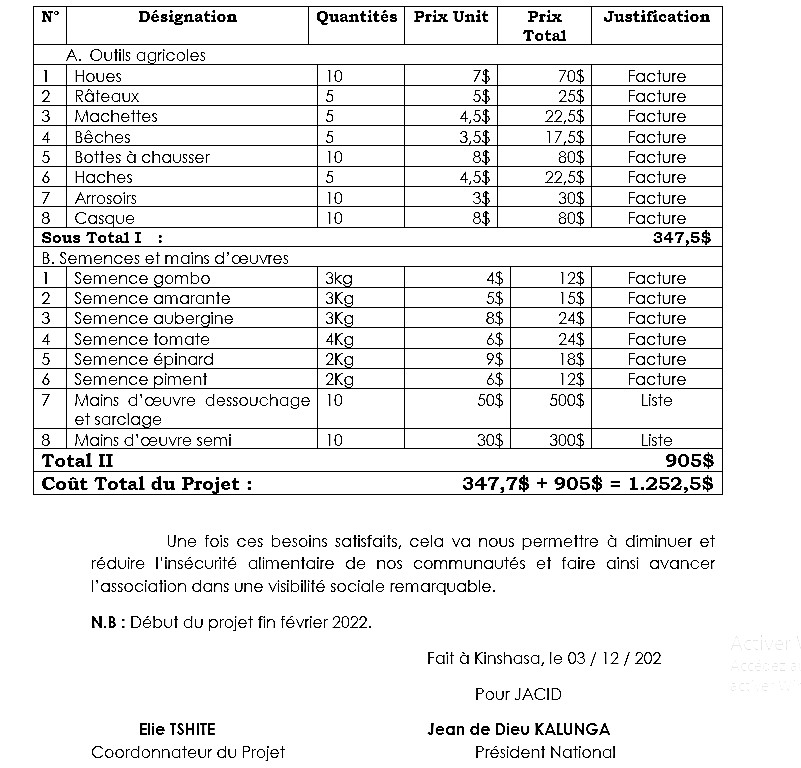 N° Désignation Quantités Prix Unit Prix Total Justification
A. Outils agricoles
1 Houes 10 7$ 70$ Facture
2 Râteaux 5 5$ 25$ Facture
3 Machettes 5 4,5$ 22,5$ Facture
4 Bêches 5 3,5$ 17,5$ Facture
5 Bottes à chausser 10 8$ 80$ Facture
6 Haches 5 4,5$ 22,5$ Facture
7 Arrosoirs 10 3$ 30$ Facture
8 Casque 10 8$ 80$ Facture
Sous Total I : 347,5$
B. Semences et mains d'œuvres
1 Semence gombo 3kg 4$ 12$ Facture
2 Semence amarante 3Kg 5$ 15$ Facture
3 Semence aubergine 3Kg 8$ 24$ Facture
4 Semence tomate 4Kg 6$ 24$ Facture
5 Semence épinard 2Kg 9$ 18$ Facture
6 Semence piment 2Kg 6$ 12$ Facture
7 Mains d'œuvre dessouchage 10 50$ 500$ Liste
et sarclage
8 Mains d'œuvre semi 10 30$ 300$ Liste
Total II 905$
Coût Total du Projet : 347,7$ + 905$ = 1.252,5$
Une fois ces besoins satisfaits, cela va nous permettre à diminuer et
réduire l'insécurité alimentaire de nos communautés et faire ainsi avancer
l'association dans une visibilité sociale remarquable.
N.B : Début du projet fin février 2022.
Fait à Kinshasa, le 03 / 12 / 202
Pour JACID
Elie TSHITE Jean de Dieu KALUNGA
Coordonnateur du Projet Président National
Activer